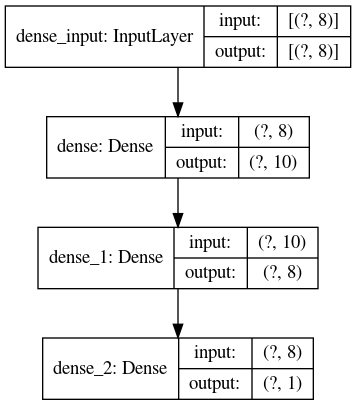 dense_input: InputLayer
input: [(?, 8)]
output: [(?, 8)]
dense: Dense
input: (?, 8)
output: (?, 10)
dense_1: Dense
input: (?, 10)
output: (?, 8)
dense_2: Dense
input: (?, 8)
output: (?, 1)